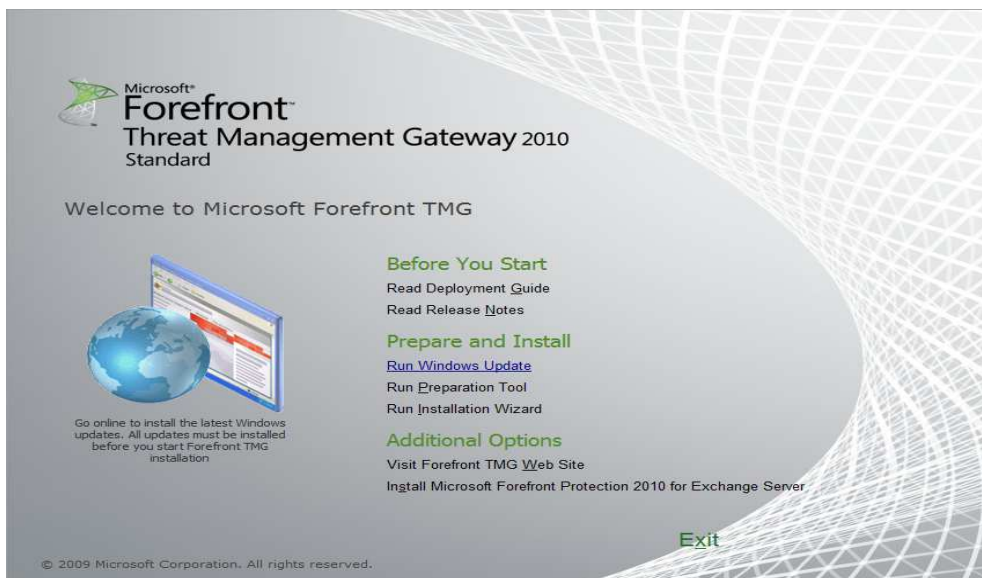 Microsoft®
Forefront™
Threat Management Gateway 2010
Standard
Welcome to Microsoft Forefront TMG
Before You Start
Read Deployment Guide
Read Release Notes
Prepare and Install
Run Windows Update
Run Preparation Tool
Run Installation Wizard
Go online to install the latest Windows
updates. All updates must be installed
before you start Forefront TMG
installation
Additional Options
Visit Forefront TMG Web Site
Install Microsoft Forefront Protection 2010 for Exchange Server
Exit
© 2009 Microsoft Corporation. All rights reserved.